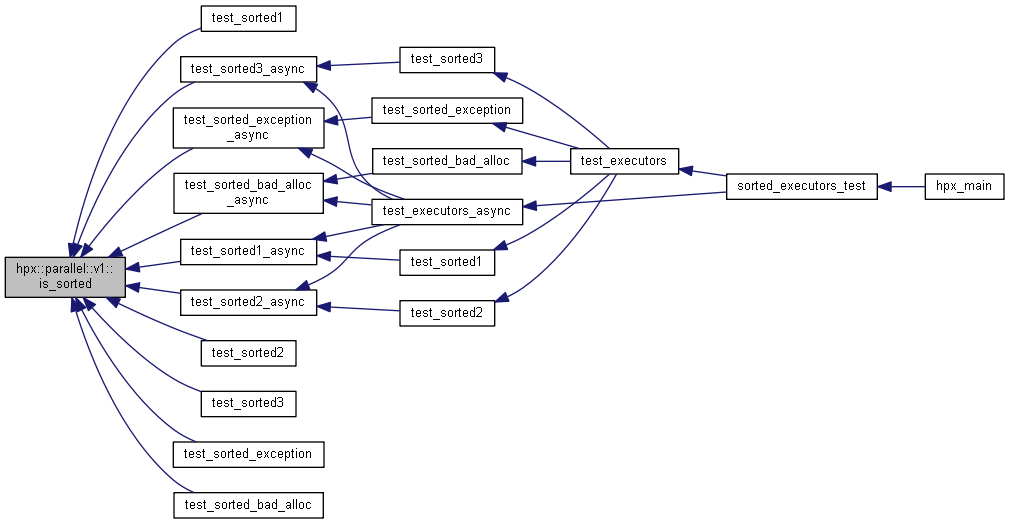 test_sorted1
test_sorted3_async
test_sorted3
test_sorted_exception
_async
test_sorted_exception
test_sorted_bad_alloc
_async
test_sorted_bad_alloc
test_executors
sorted_executors_test
hpx_main
test_executors_async
test_sorted1_async
test_sorted1
hpx::parallel::v1::
is_sorted
test_sorted2_async
test_sorted2
test_sorted2
test_sorted3
test_sorted_exception
test_sorted_bad_alloc